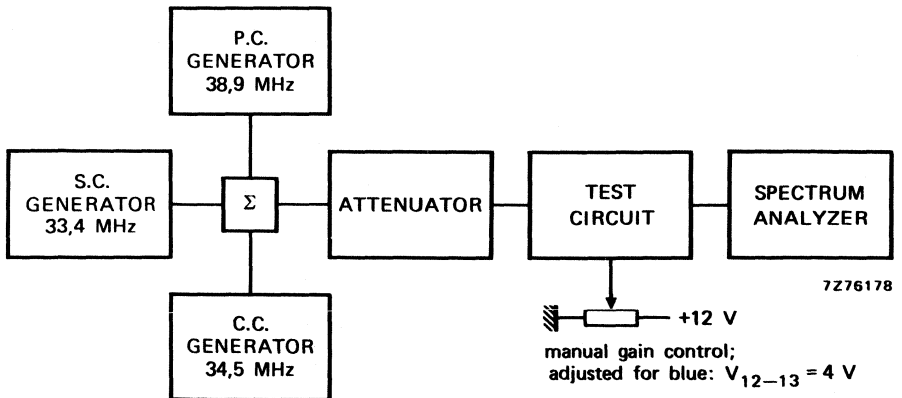 P.C.
GENERATOR
38,9 MHz
S.C.
GENERATOR
33,4 MHz
Σ
ATTENUATOR
TEST
CIRCUIT
SPECTRUM
ANALYZER
7Z76178
C.C.
GENERATOR
34,5 MHz
+12 V
manual gain control;
adjusted for blue: V12–13 = 4 V